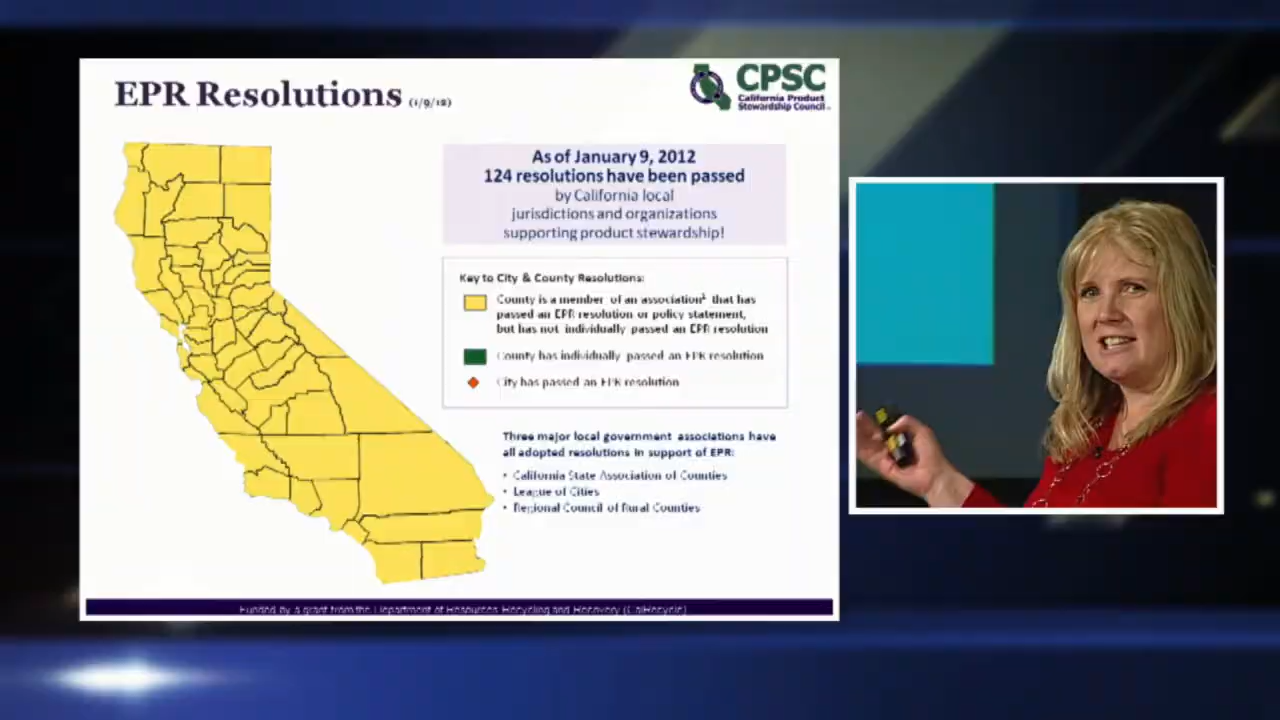 EPR Resolutions (1/9/12)
CPSC
California Product
Stewardship Council
As of January 9, 2012
124 resolutions have been passed
by California local
jurisdictions and organizations
supporting product stewardship!
Key to City & County Resolutions:
County is a member of an association¹ that has
passed an EPR resolution or policy statement,
but has not individually passed an EPR resolution
County has individually passed an EPR resolution
City has passed an EPR resolution
Three major local government associations have
all adopted resolutions in support of EPR:
• California State Association of Counties
• League of Cities
• Regional Council of Rural Counties
Funded by a grant from the Department of Resources Recycling and Recovery (CalRecycle)